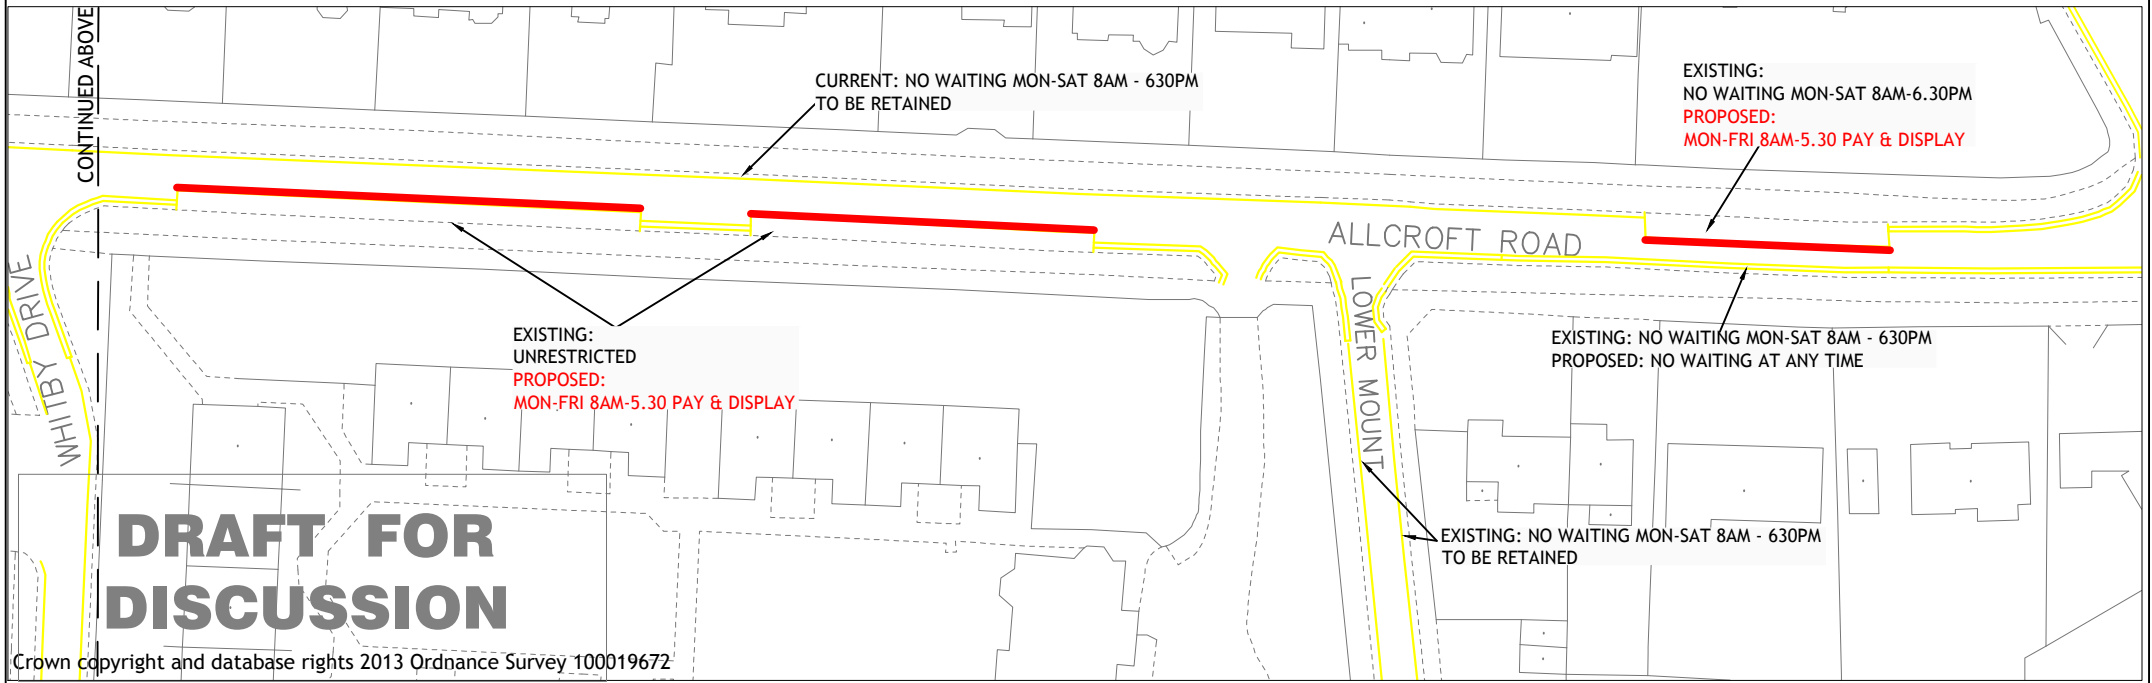 CONTINUED ABOVE
CURRENT: NO WAITING MON-SAT 8AM - 630PM
TO BE RETAINED
EXISTING:
NO WAITING MON-SAT 8AM-6.30PM
PROPOSED:
MON-FRI 8AM-5.30 PAY & DISPLAY
ALLCROFT ROAD
WHITBY DRIVE
LOWER MOUNT
EXISTING:
UNRESTRICTED
PROPOSED:
MON-FRI 8AM-5.30 PAY & DISPLAY
EXISTING: NO WAITING MON-SAT 8AM - 630PM
PROPOSED: NO WAITING AT ANY TIME
EXISTING: NO WAITING MON-SAT 8AM - 630PM
TO BE RETAINED
DRAFT FOR
DISCUSSION
Crown copyright and database rights 2013 Ordnance Survey 100019672